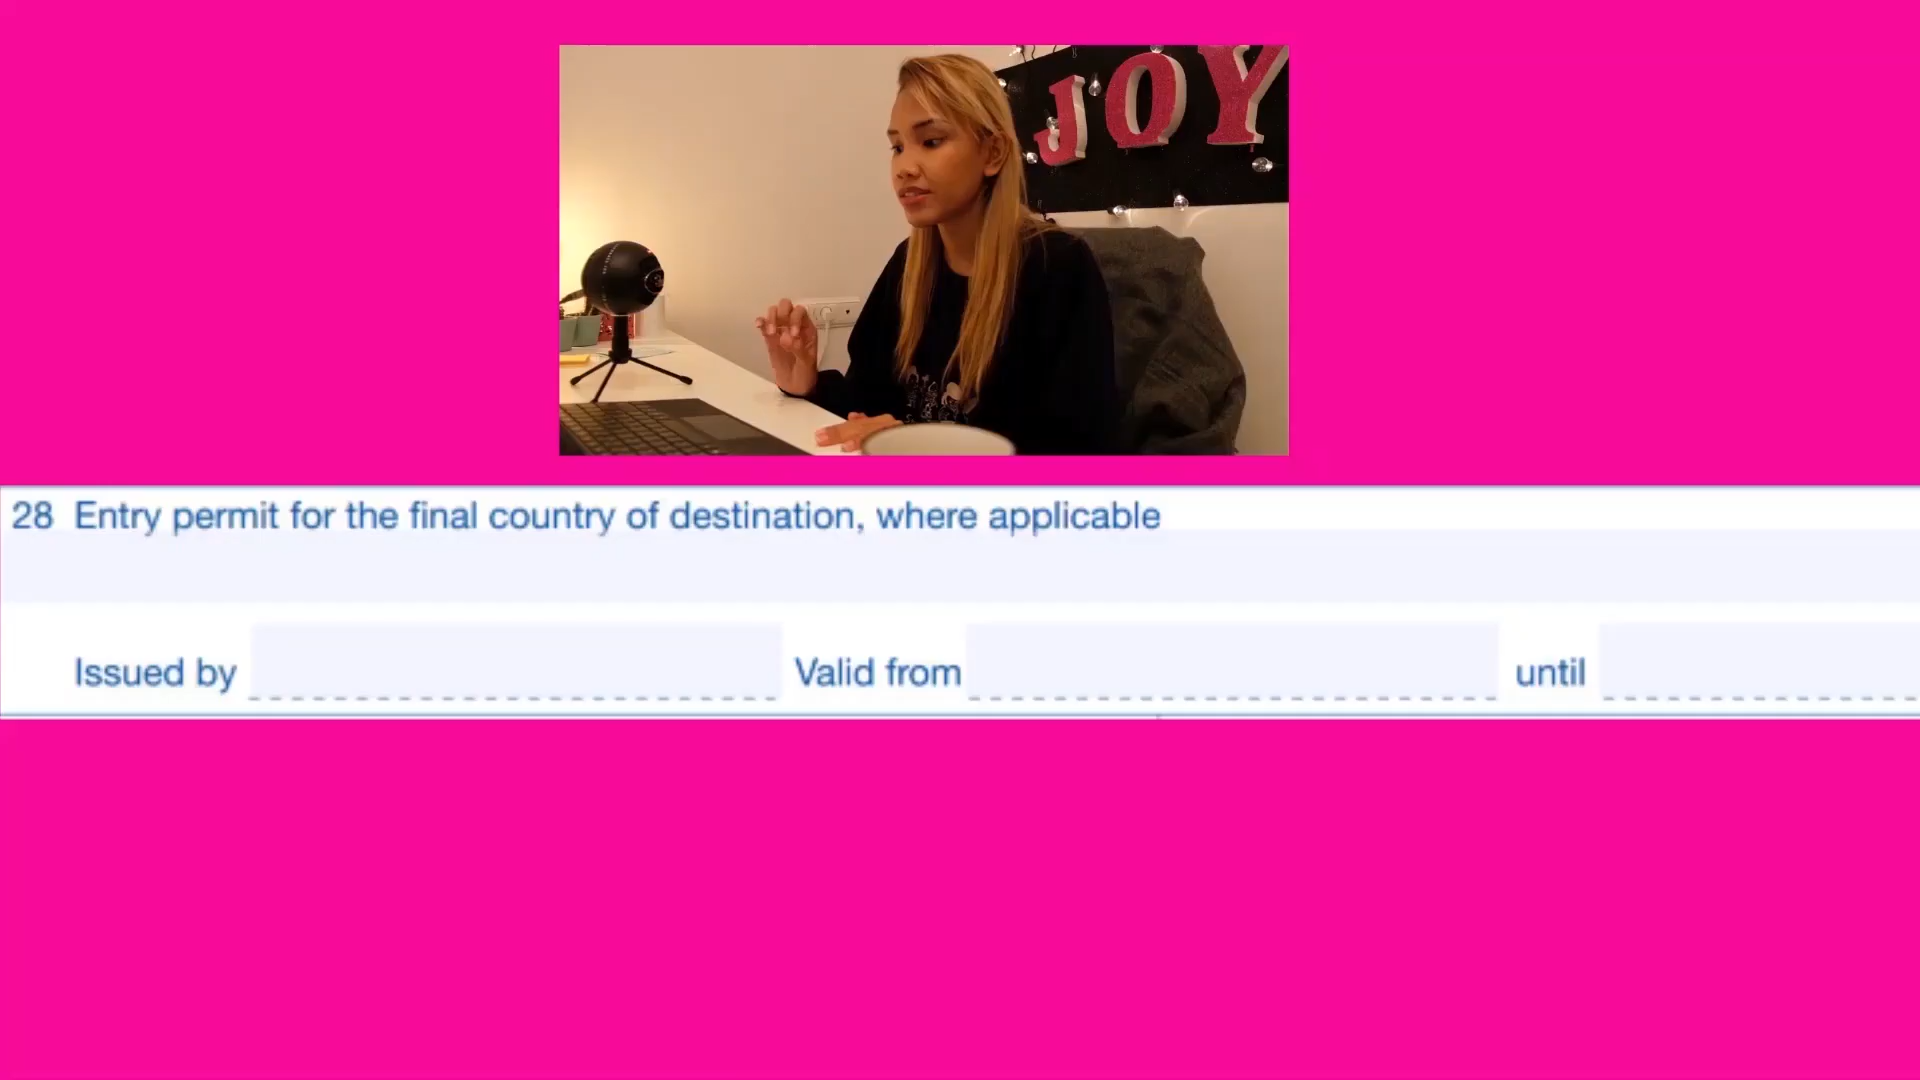 JOY
28 Entry permit for the final country of destination, where applicable
Issued by Valid from until